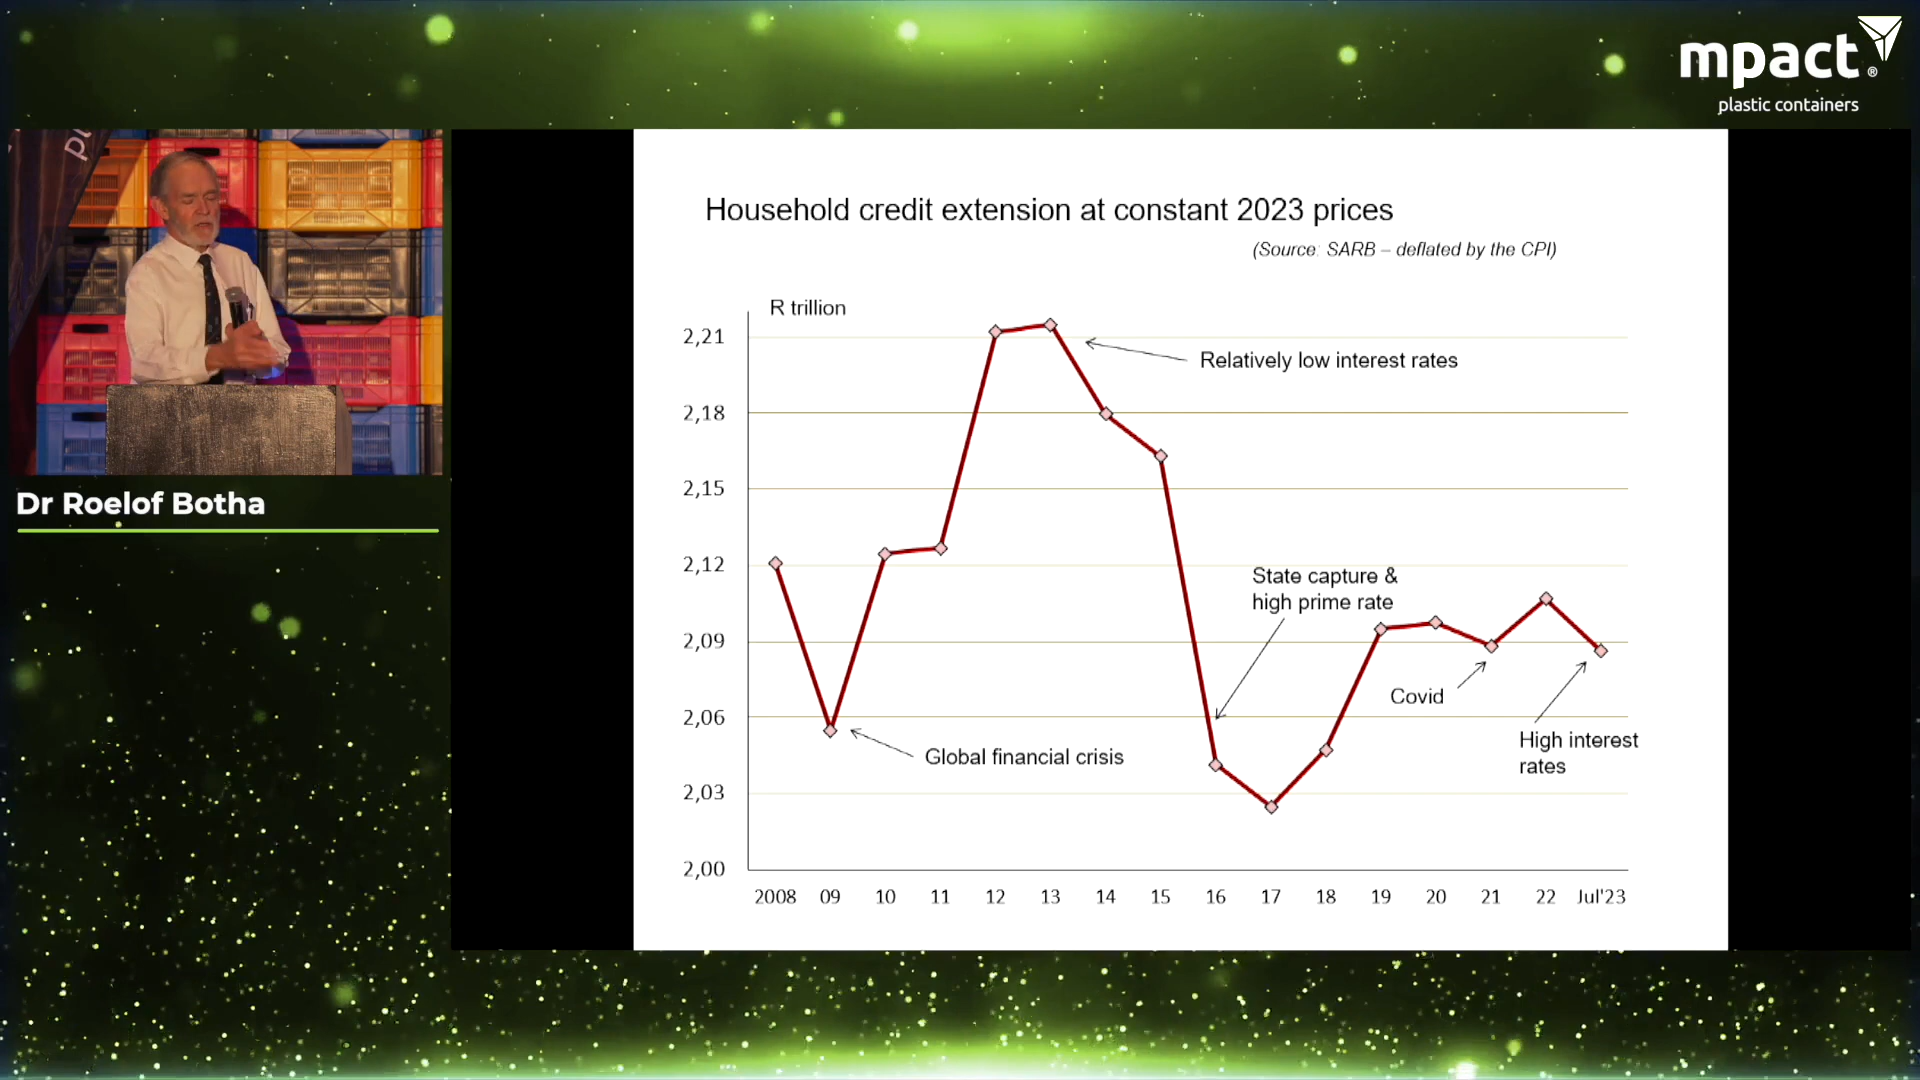 mpact®
plastic containers
Dr Roelof Botha
Household credit extension at constant 2023 prices
(Source: SARB – deflated by the CPI)
R trillion
2,21
2,18
2,15
2,12
2,09
2,06
2,03
2,00
Relatively low interest rates
State capture &
high prime rate
Covid
High interest
rates
Global financial crisis
2008 09 10 11 12 13 14 15 16 17 18 19 20 21 22 Jul'23